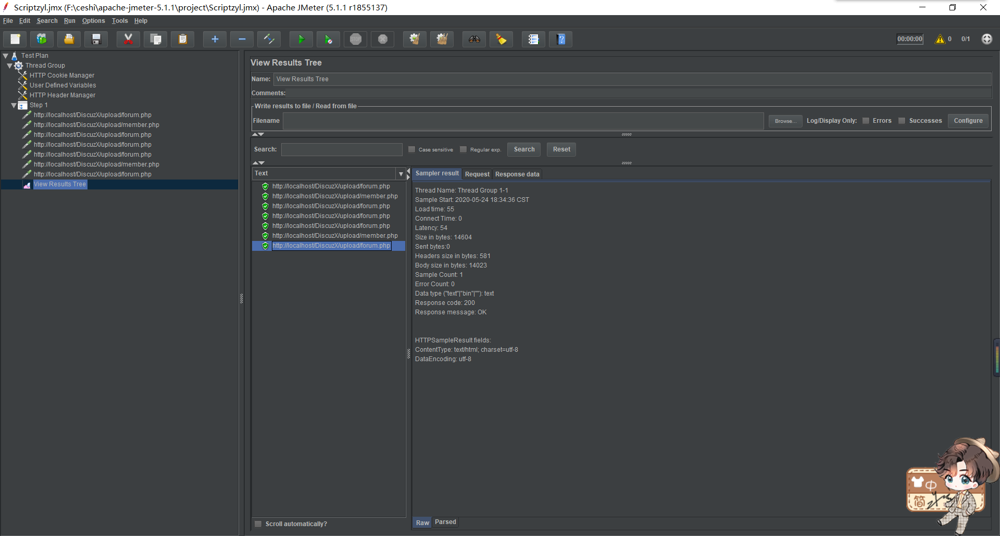 Scriptzyl.jmx (F:\ceshi\apache-jmeter-5.1.1\project\Scriptzyl.jmx) - Apache JMeter (5.1.1 r1855137)
File Edit Search Run Options Tools Help
STOP
00:00:00 0 0/1
Test Plan
Thread Group
HTTP Cookie Manager
User Defined Variables
HTTP Header Manager
Step 1
http://localhost/DiscuzX/upload/forum.php
http://localhost/DiscuzX/upload/member.php
http://localhost/DiscuzX/upload/forum.php
http://localhost/DiscuzX/upload/forum.php
http://localhost/DiscuzX/upload/forum.php
http://localhost/DiscuzX/upload/member.php
http://localhost/DiscuzX/upload/forum.php
View Results Tree
View Results Tree
Name: View Results Tree
Comments:
Write results to file / Read from file
Filename Browse... Log/Display Only: Errors Successes Configure
Search: Case sensitive Regular exp. Search Reset
Text
http://localhost/DiscuzX/upload/forum.php
http://localhost/DiscuzX/upload/member.php
http://localhost/DiscuzX/upload/forum.php
http://localhost/DiscuzX/upload/forum.php
http://localhost/DiscuzX/upload/forum.php
http://localhost/DiscuzX/upload/member.php
http://localhost/DiscuzX/upload/forum.php
Scroll automatically?
Sampler result Request Response data
Thread Name: Thread Group 1-1
Sample Start: 2020-05-24 18:34:36 CST
Load time: 55
Connect Time: 0
Latency: 54
Size in bytes: 14604
Sent bytes:0
Headers size in bytes: 581
Body size in bytes: 14023
Sample Count: 1
Error Count: 0
Data type ("text"|"bin"|""): text
Response code: 200
Response message: OK
HTTPSampleResult fields:
ContentType: text/html; charset=utf-8
DataEncoding: utf-8
Raw Parsed
中
简